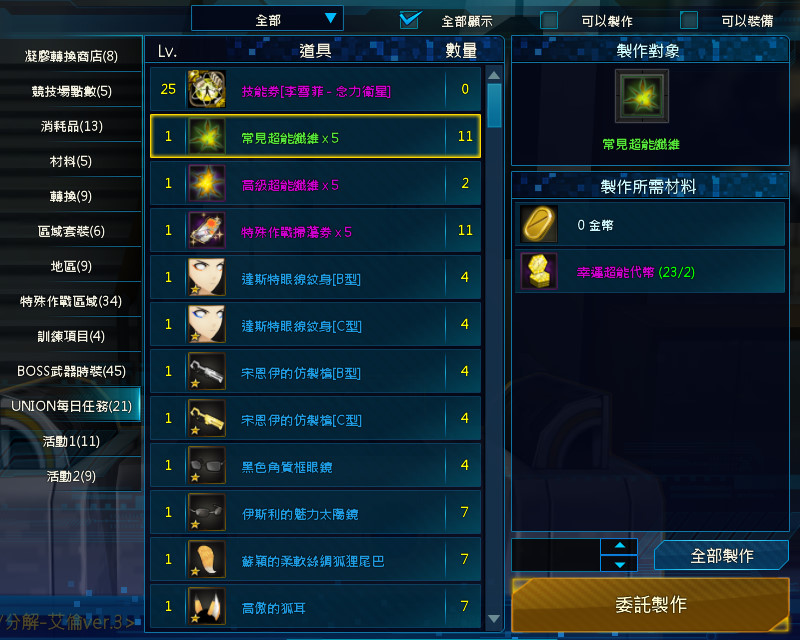 全部
全部顯示
可以製作
可以裝備
凝膠轉換商店(8)
競技場點數(5)
消耗品(13)
材料(5)
轉換(9)
區域套裝(6)
地區(9)
特殊作戰區域(34)
訓練項目(4)
BOSS武器時裝(45)
UNION每日任務(21)
活動1(11)
活動2(9)
Lv. 道具 數量
25 技能券[李雪菲 - 念力衛星] 0
1 常見超能纖維 x 5 11
1 高級超能纖維 x 5 2
1 特殊作戰掃蕩券 x 5 11
1 達斯特眼線紋身[B型] 4
1 達斯特眼線紋身[C型] 4
1 宋恩伊的仿製槍[B型] 4
1 宋恩伊的仿製槍[C型] 4
1 黑色角質框眼鏡 4
1 伊斯利的魅力太陽鏡 7
1 蘇穎的柔軟絲綢狐狸尾巴 7
1 高傲的狐耳 7
製作對象
常見超能纖維
製作所需材料
0 金幣
幸運超能代幣 (23/2)
全部製作
委託製作
/分解-艾倫ver.3>